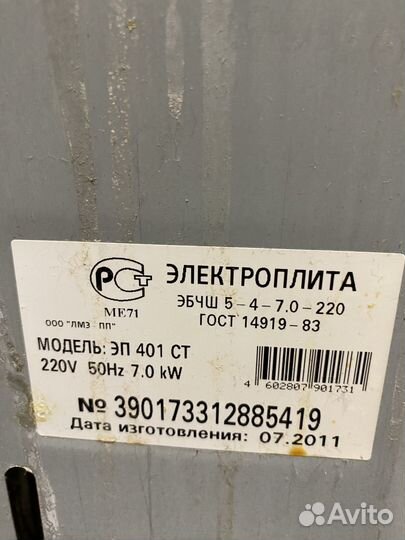 РСТ ЭЛЕКТРОПЛИТА
ЭБЧШ 5-4-7.0-220
МЕ71 ГОСТ 14919-83
ООО "ЛМЗ ПП"
МОДЕЛЬ: ЭП 401 СТ
220V 50Hz 7.0 kW
4 602807 901731
№ 390173312885419
Дата изготовления: 07.2011
Avito